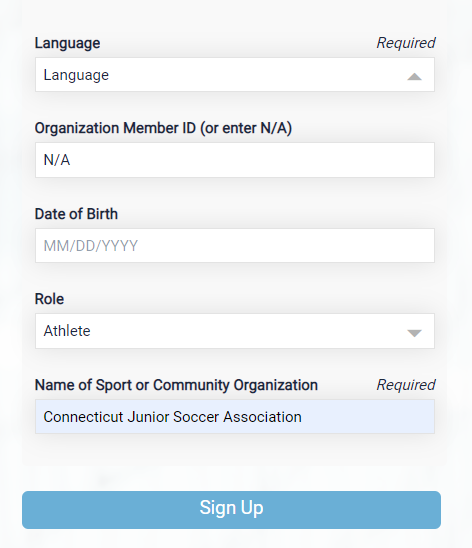 Language Required
Language
Organization Member ID (or enter N/A)
N/A
Date of Birth
MM/DD/YYYY
Role
Athlete
Name of Sport or Community Organization Required
Connecticut Junior Soccer Association
Sign Up